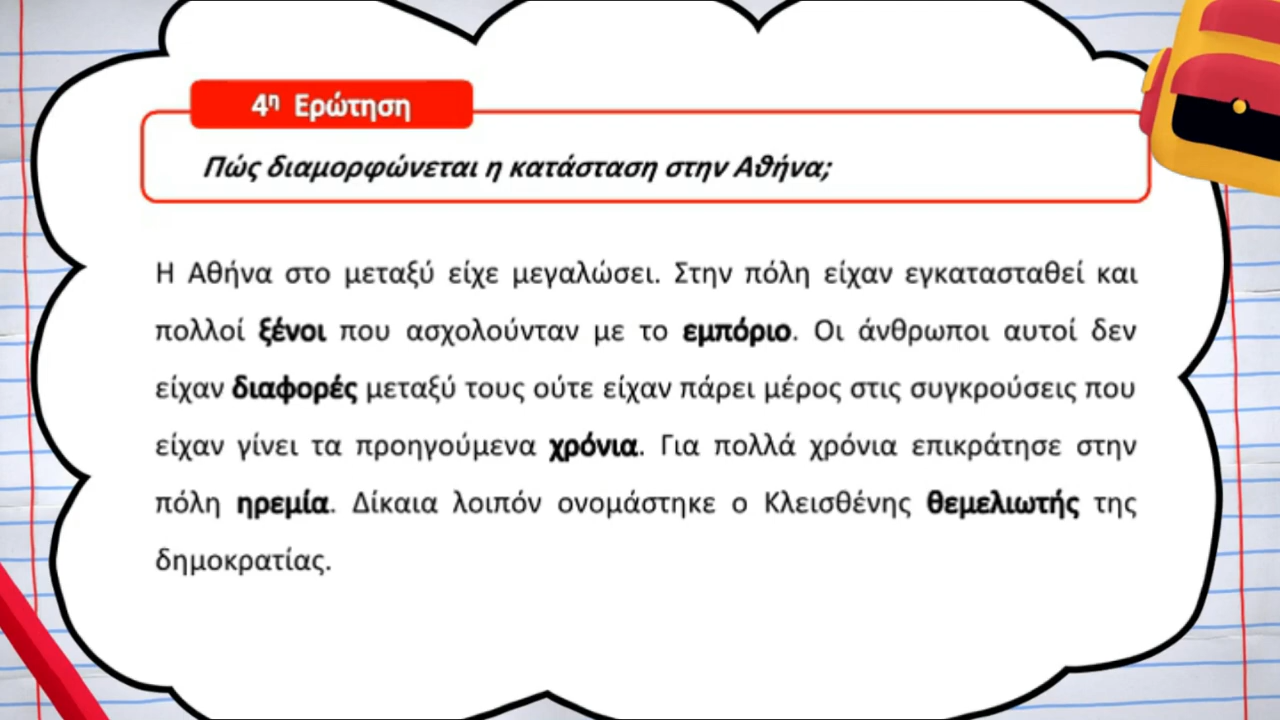 4η Ερώτηση
Πώς διαμορφώνεται η κατάσταση στην Αθήνα;
Η Αθήνα στο μεταξύ είχε μεγαλώσει. Στην πόλη είχαν εγκατασταθεί και
πολλοί ξένοι που ασχολούνταν με το εμπόριο. Οι άνθρωποι αυτοί δεν
είχαν διαφορές μεταξύ τους ούτε είχαν πάρει μέρος στις συγκρούσεις που
είχαν γίνει τα προηγούμενα χρόνια. Για πολλά χρόνια επικράτησε στην
πόλη ηρεμία. Δίκαια λοιπόν ονομάστηκε ο Κλεισθένης θεμελιωτής της
δημοκρατίας.